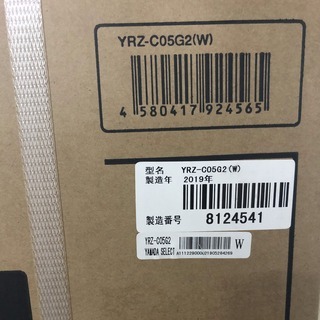 YRZ-C05G2(W)
4 580417 924565
型名 YRZ-C05G2(W)
製造年 2019年
製造番号 8124541
YRZ-C05G2
YAMADA SELECT
W